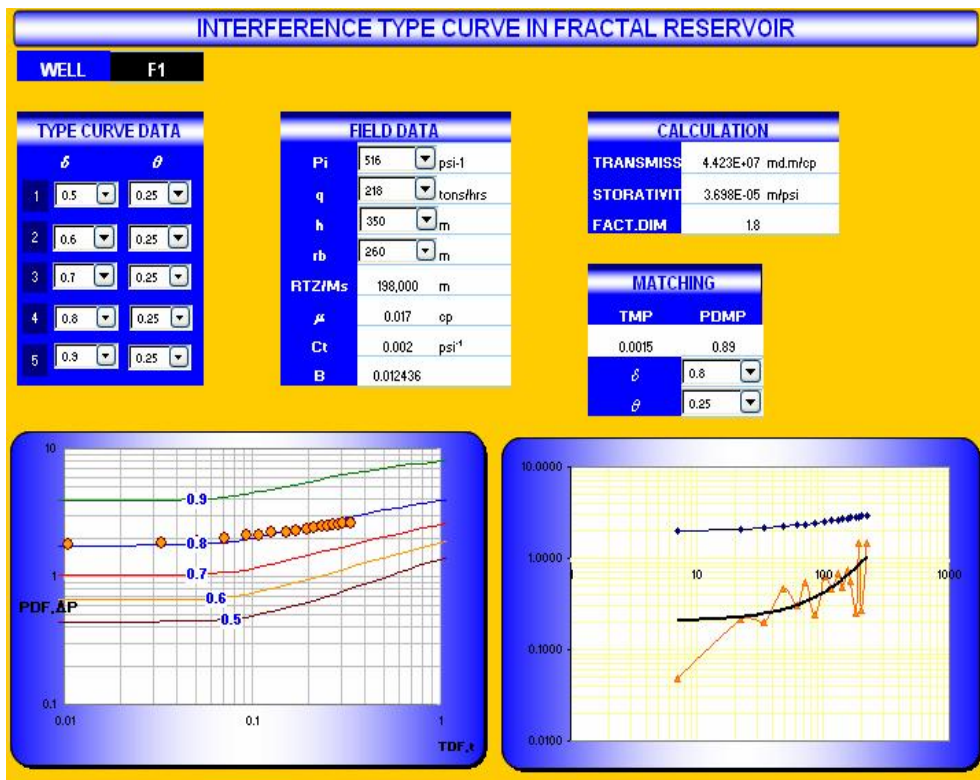 INTERFERENCE TYPE CURVE IN FRACTAL RESERVOIR
WELL F1
TYPE CURVE DATA
δ θ
1 0.5 0.25
2 0.6 0.25
3 0.7 0.25
4 0.8 0.25
5 0.9 0.25
FIELD DATA
Pi 516 psi-1
q 218 tons/hrs
h 350 m
rb 260 m
RTZ/Ms 198,000 m
μ 0.017 cp
Ct 0.002 psi⁻¹
B 0.012436
CALCULATION
TRANSMISS 4.423E+07 md.m/cp
STORATIVIT 3.698E-05 m/psi
FACT.DIM 1.8
MATCHING
TMP PDMP
0.0015 0.89
δ 0.8
θ 0.25
10
0.9
0.8
0.7
1
0.6
PDF,ΔP
0.5
0.1
0.01 0.1 1
TDF,t
10.0000
1.0000
1 10 100 1000
0.1000
0.0100